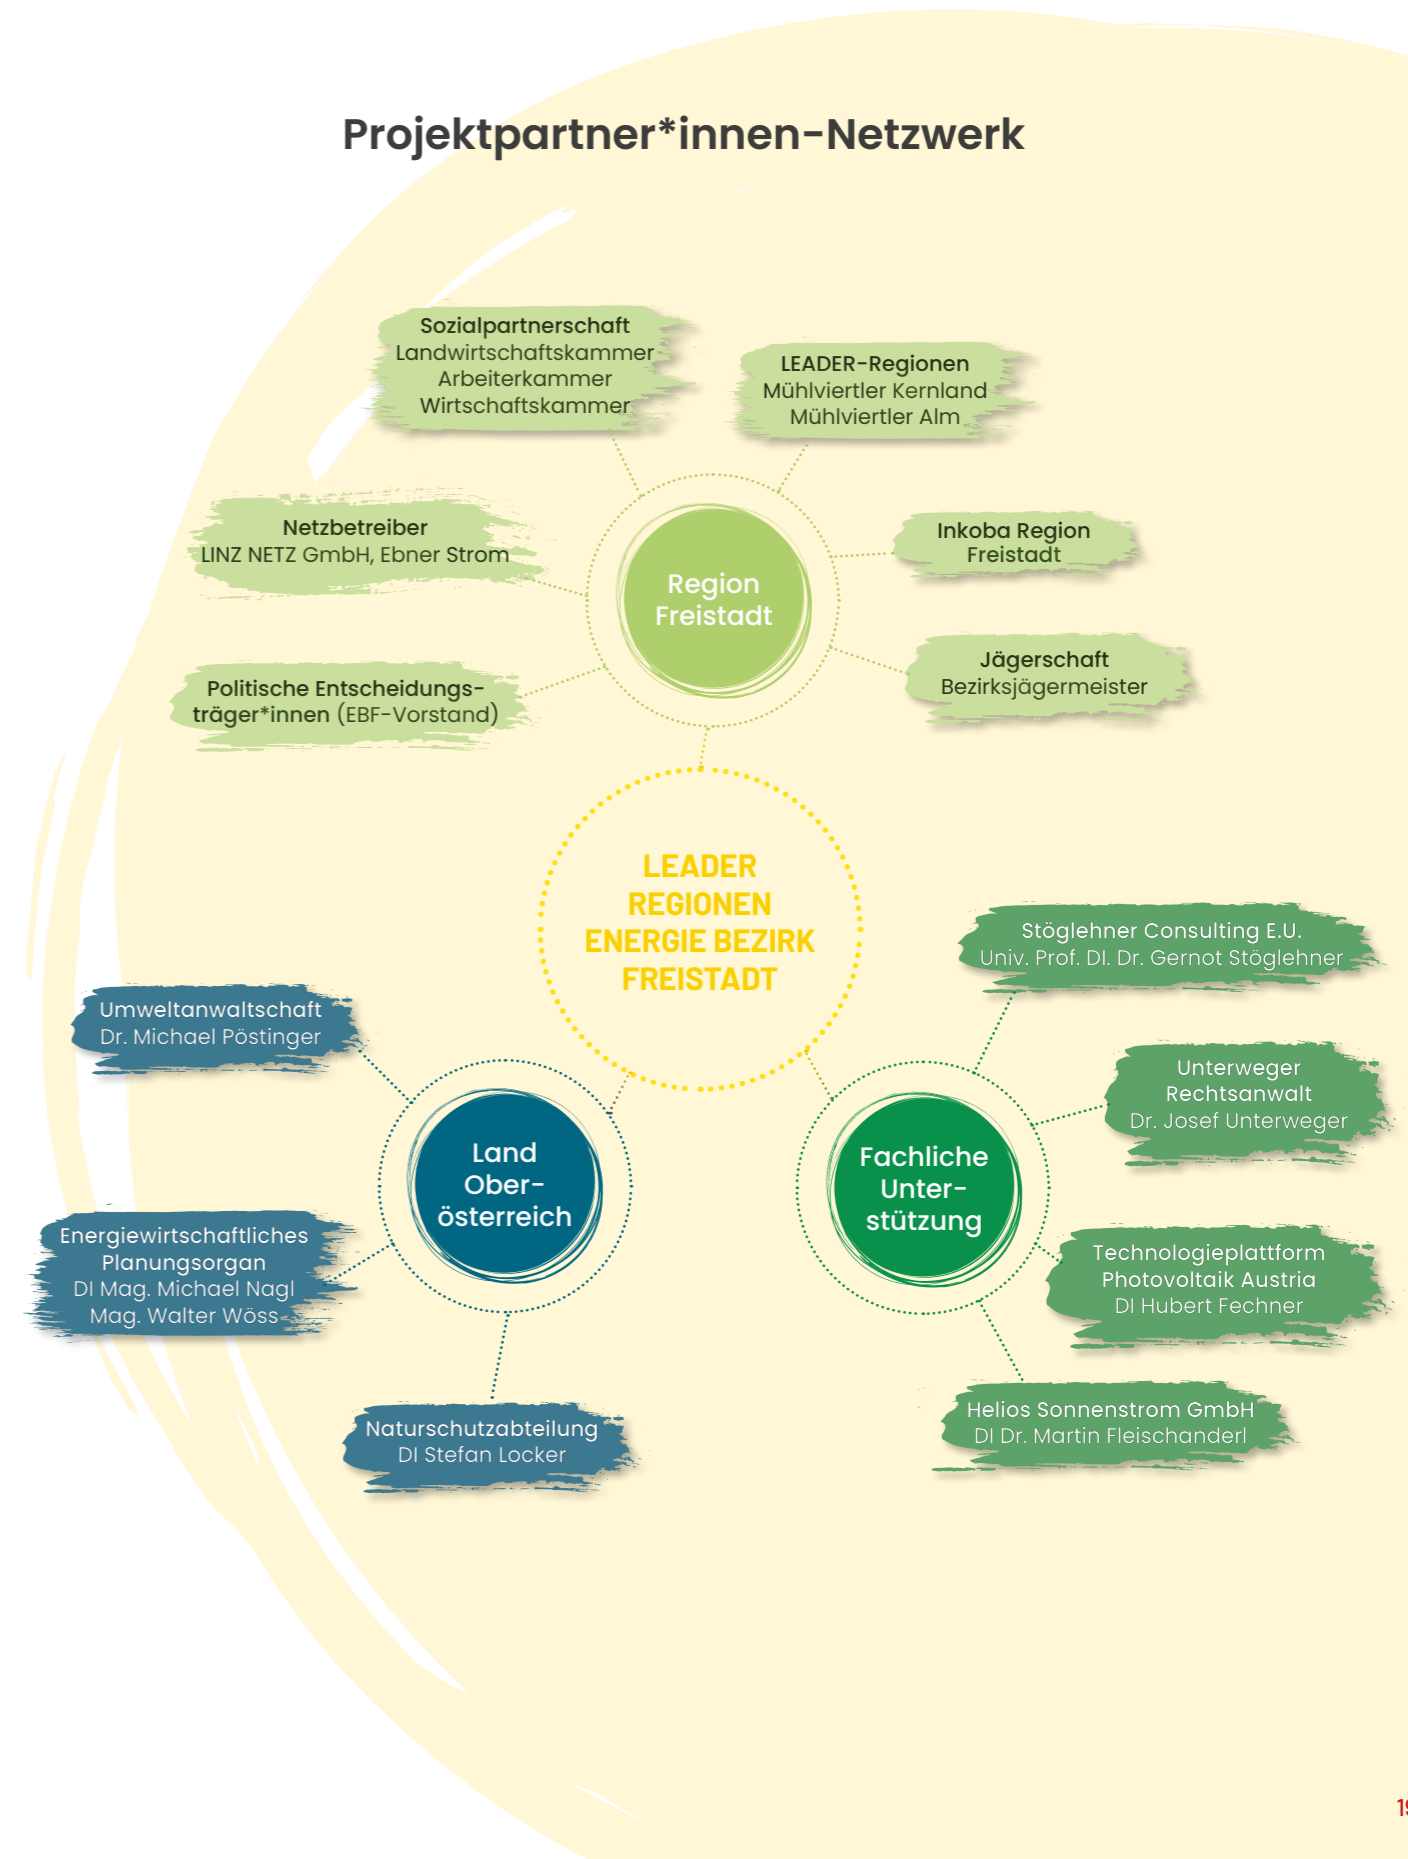 Projektpartner*innen-Netzwerk
Sozialpartnerschaft
Landwirtschaftskammer
Arbeiterkammer
Wirtschaftskammer
LEADER-Regionen
Mühlviertler Kernland
Mühlviertler Alm
Netzbetreiber
LINZ NETZ GmbH, Ebner Strom
Inkoba Region
Freistadt
Region
Freistadt
Politische Entscheidungs-
träger*innen (EBF-Vorstand)
Jägerschaft
Bezirksjägermeister
LEADER
REGIONEN
ENERGIE BEZIRK
FREISTADT
Stöglehner Consulting E.U.
Univ. Prof. DI. Dr. Gernot Stöglehner
Umweltanwaltschaft
Dr. Michael Pöstinger
Unterweger
Rechtsanwalt
Dr. Josef Unterweger
Land
Ober-
österreich
Fachliche
Unter-
stützung
Energiewirtschaftliches
Planungsorgan
DI Mag. Michael Nagl
Mag. Walter Wöss
Technologieplattform
Photovoltaik Austria
DI Hubert Fechner
Naturschutzabteilung
DI Stefan Locker
Helios Sonnenstrom GmbH
DI Dr. Martin Fleischanderl
19